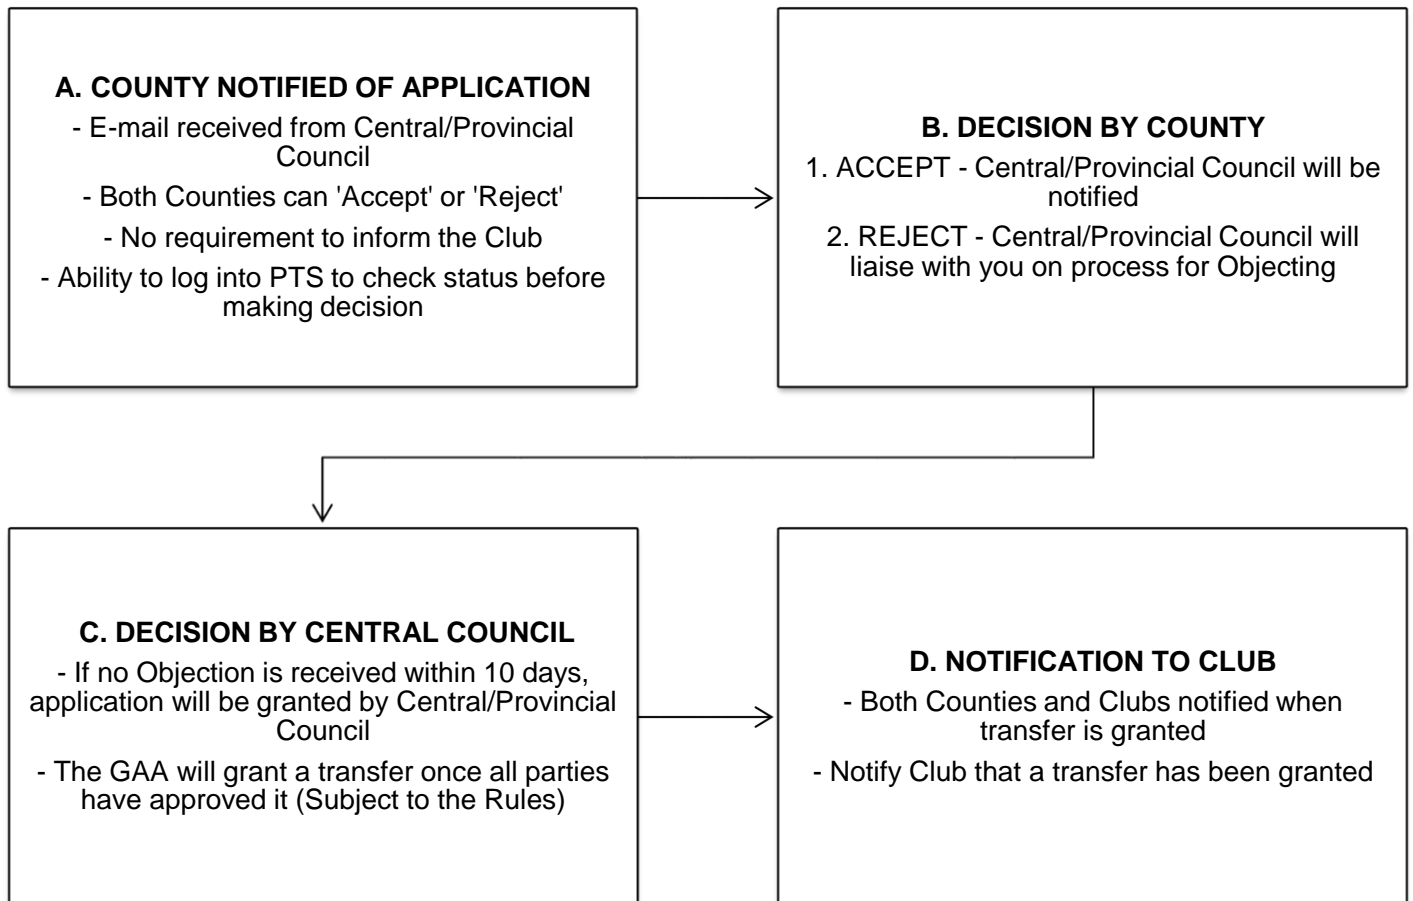 A. COUNTY NOTIFIED OF APPLICATION
- E-mail received from Central/Provincial
Council
- Both Counties can 'Accept' or 'Reject'
- No requirement to inform the Club
- Ability to log into PTS to check status before
making decision
B. DECISION BY COUNTY
1. ACCEPT - Central/Provincial Council will be
notified
2. REJECT - Central/Provincial Council will
liaise with you on process for Objecting
C. DECISION BY CENTRAL COUNCIL
- If no Objection is received within 10 days,
application will be granted by Central/Provincial
Council
- The GAA will grant a transfer once all parties
have approved it (Subject to the Rules)
D. NOTIFICATION TO CLUB
- Both Counties and Clubs notified when
transfer is granted
- Notify Club that a transfer has been granted